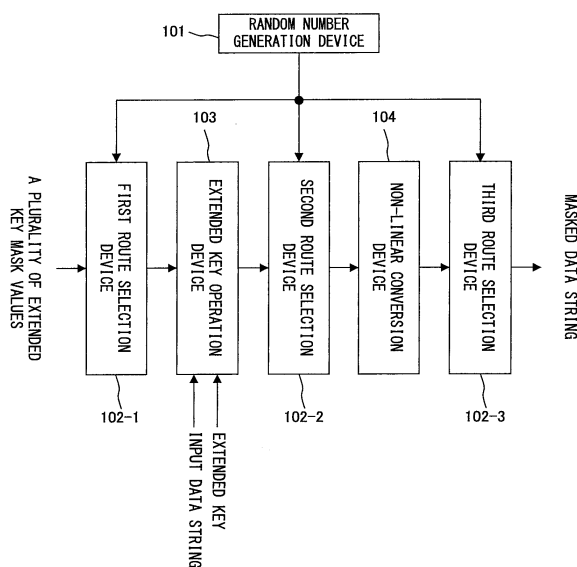 RANDOM NUMBER
GENERATION DEVICE
101
103
104
A PLURALITY OF EXTENDED
KEY MASK VALUES
FIRST ROUTE SELECTION
DEVICE
EXTENDED KEY OPERATION
DEVICE
SECOND ROUTE SELECTION
DEVICE
NON-LINEAR CONVERSION
DEVICE
THIRD ROUTE SELECTION
DEVICE
MASKED DATA STRING
102-1
102-2
102-3
EXTENDED KEY
INPUT DATA STRING